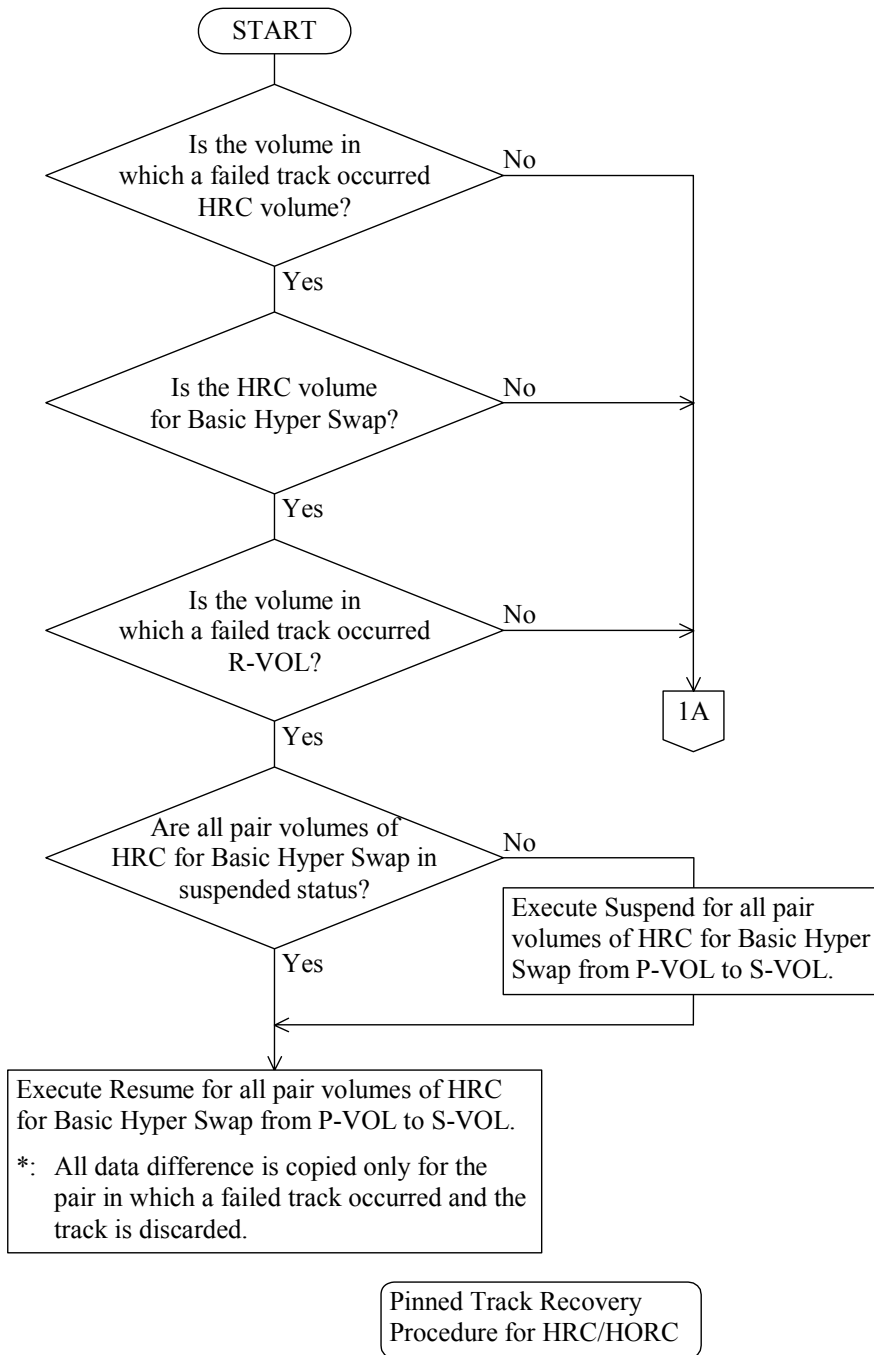 START
Is the volume in
which a failed track occurred
HRC volume?
No
Yes
Is the HRC volume
for Basic Hyper Swap?
No
Yes
Is the volume in
which a failed track occurred
R-VOL?
No
1A
Yes
Are all pair volumes of
HRC for Basic Hyper Swap in
suspended status?
No
Execute Suspend for all pair
volumes of HRC for Basic Hyper
Swap from P-VOL to S-VOL.
Yes
Execute Resume for all pair volumes of HRC
for Basic Hyper Swap from P-VOL to S-VOL.
*: All data difference is copied only for the
pair in which a failed track occurred and the
track is discarded.
Pinned Track Recovery
Procedure for HRC/HORC